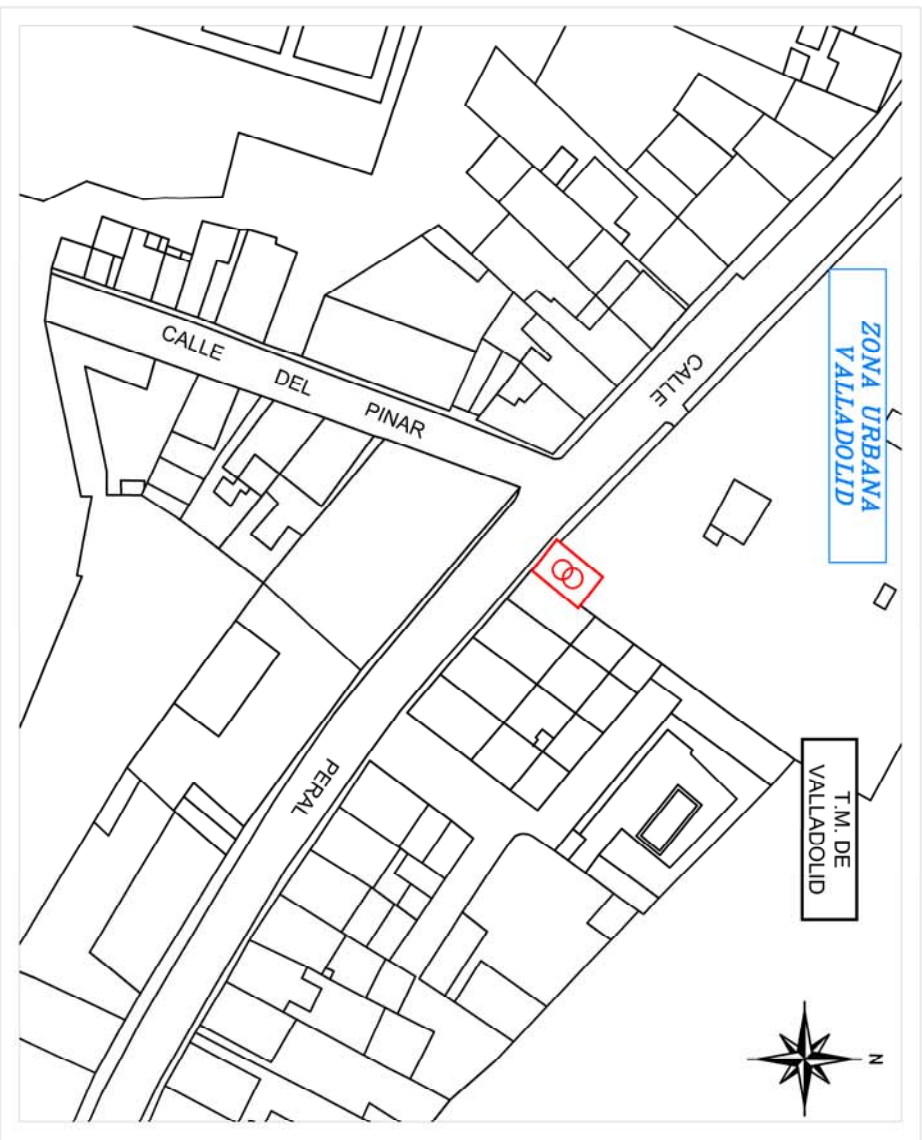 ZONA URBANA
VALLADOLID
CALLE
CALLE DEL PINAR
PERAL
T.M. DE
VALLADOLID
N